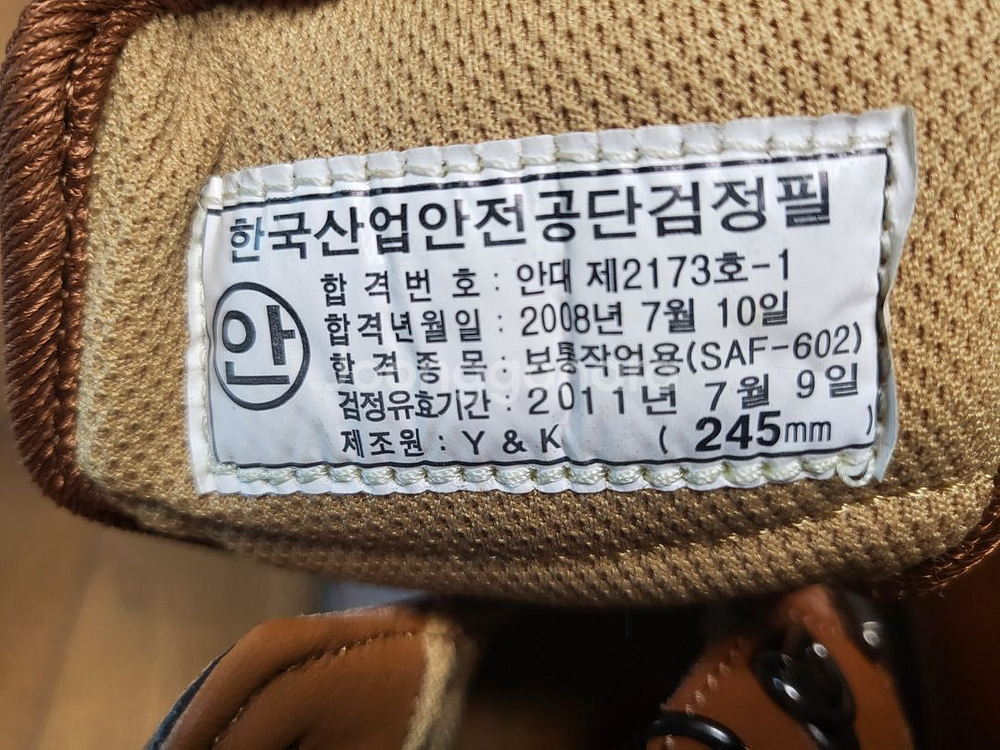 한국산업안전공단검정필
안
합격번호 : 안대 제2173호-1
합격년월일 : 2008년 7월 10일
합격종목 : 보통작업용(SAF-602)
검정유효기간 : 2011년 7월 9일
제조원 : Y & K ( 245mm )